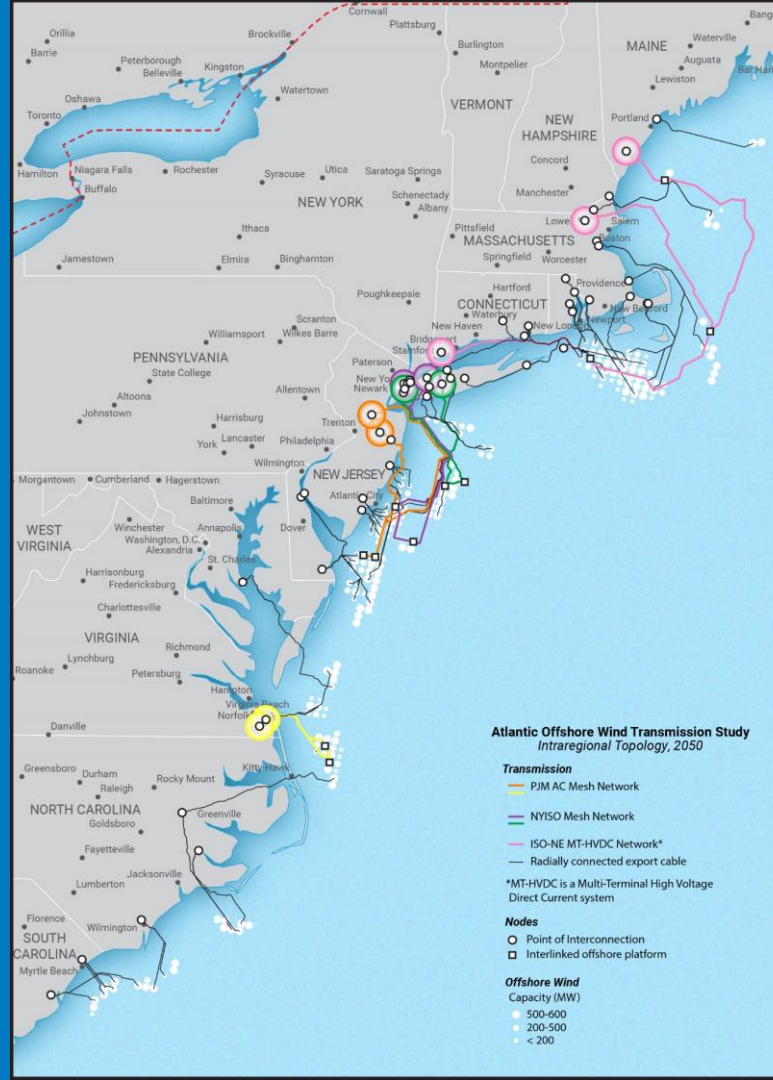 Cornwall
Plattsburg
Bang
Orillia
Brockville
MAINE
Waterville
Barrie
Burlington
Augusta
Peterborough
Kingston
Montpelier
Bar Har
Belleville
Lewiston
Watertown
VERMONT
Oshawa
Portland
Toronto
NEW
HAMPSHIRE
Hamilton
Niagara Falls
Rochester
Utica
Saratoga Springs
Concord
Syracuse
Buffalo
Schenectady
Manchester
NEW YORK
Albany
Lowe
Salem
Ithaca
Pittsfield
MASSACHUSETTS
Boston
Jamestown
Elmira
Binghamton
Springfield
Worcester
Hartford
Providence
Poughkeepsie
CONNECTICUT
New Bedford
Waterbury
Newport
Scranton
New Haven
New London
Williamsport
Wilkes Barre
Bridgeport
PENNSYLVANIA
Paterson
Stamford
State College
New Yo
Newark
Altoona
Allentown
Johnstown
Harrisburg
Trenton
York
Lancaster
Philadelphia
Wilmington
NEW JERSEY
Morgantown
Cumberland
Hagerstown
Baltimore
Atlantic City
WEST
VIRGINIA
Winchester
Annapolis
Dover
Washington, D.C.
Alexandria
St. Charles
Harrisonburg
Fredericksburg
Charlottesville
VIRGINIA
Richmond
Lynchburg
Roanoke
Petersburg
Hampton
Virginia Beach
Norfolk
Danville
Greensboro
Kitty Hawk
Durham
Rocky Mount
Raleigh
NORTH CAROLINA
Greenville
Goldsboro
Fayetteville
Jacksonville
Lumberton
Florence
Wilmington
SOUTH
CAROLINA
Myrtle Beach
Atlantic Offshore Wind Transmission Study
Intraregional Topology, 2050
Transmission
PJM AC Mesh Network
NYISO Mesh Network
ISO-NE MT-HVDC Network*
Radially connected export cable
*MT-HVDC is a Multi-Terminal High Voltage
Direct Current system
Nodes
Point of Interconnection
Interlinked offshore platform
Offshore Wind
Capacity (MW)
500-600
200-500
< 200